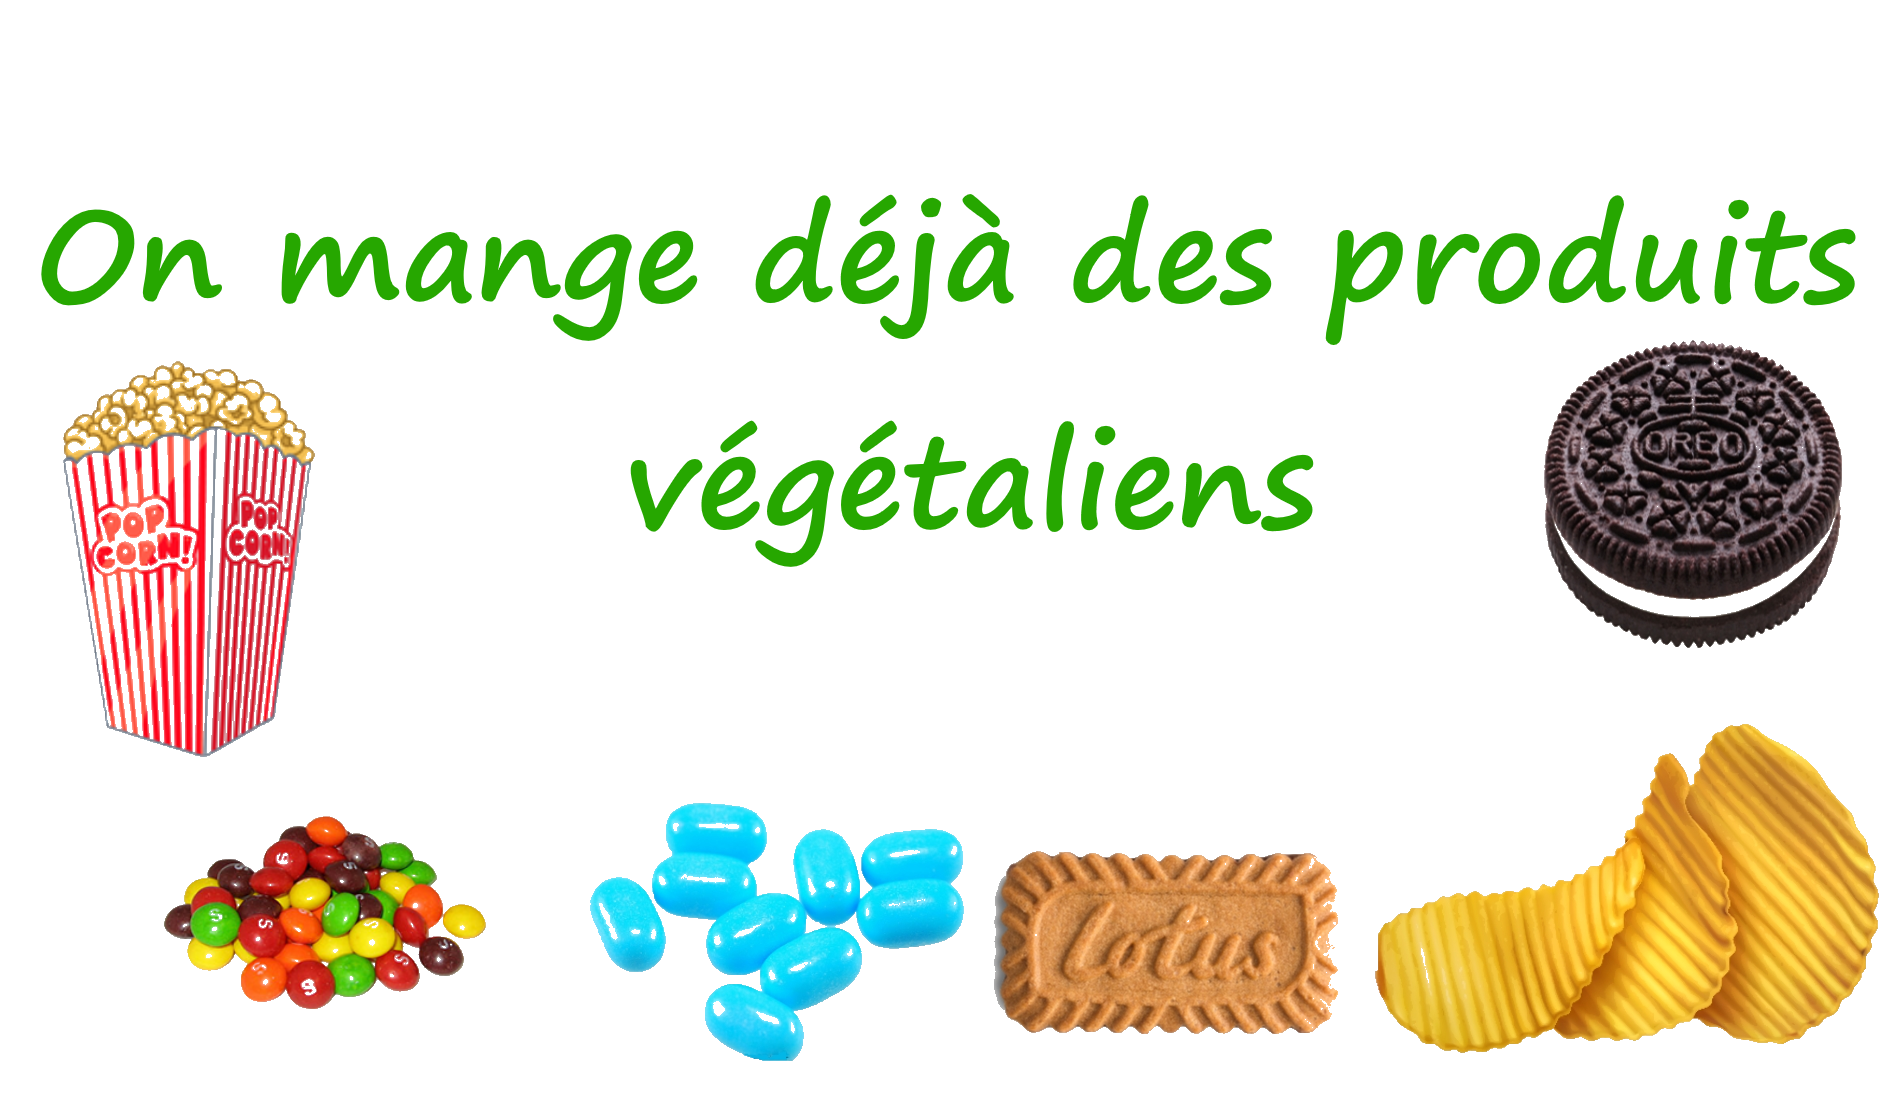 On mange déjà des produits
végétaliens
POP
CORN!
POP
CORN!
OREO
lotus
S
S
S
S
S
S
S